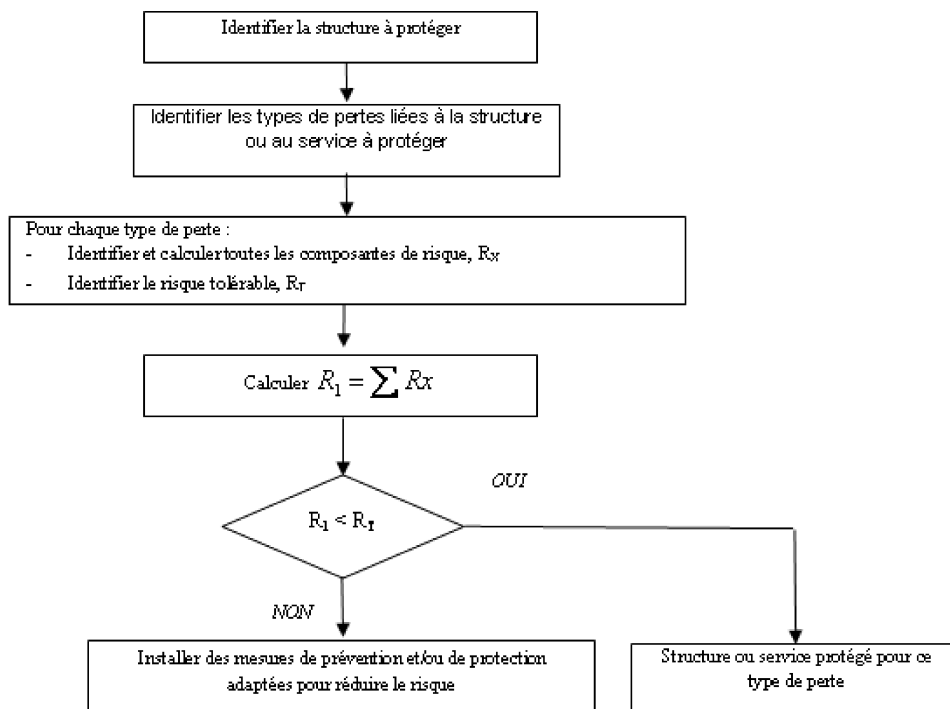 Identifier la structure à protéger
Identifier les types de pertes liées à la structure
ou au service à protéger
Pour chaque type de perte :
- Identifier et calculer toutes les composantes de risque, Rx
- Identifier le risque tolérable, RT
Calculer R1 = ∑ Rx
OUI
R1 < RT
NON
Installer des mesures de prévention et/ou de protection
adaptées pour réduire le risque
Structure ou service protégé pour ce
type de perte